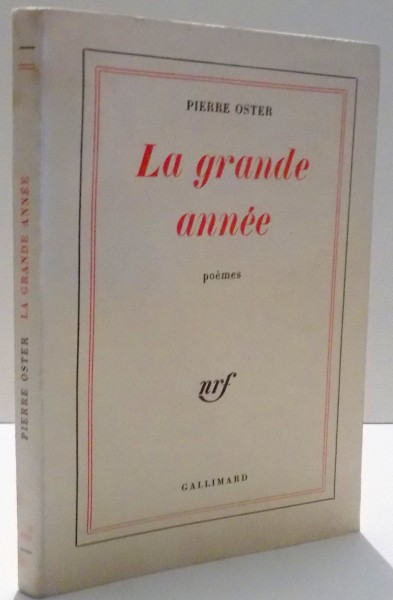 PIERRE OSTER
La grande
année
poèmes
nrf
GALLIMARD
PIERRE OSTER LA GRANDE ANNÉE